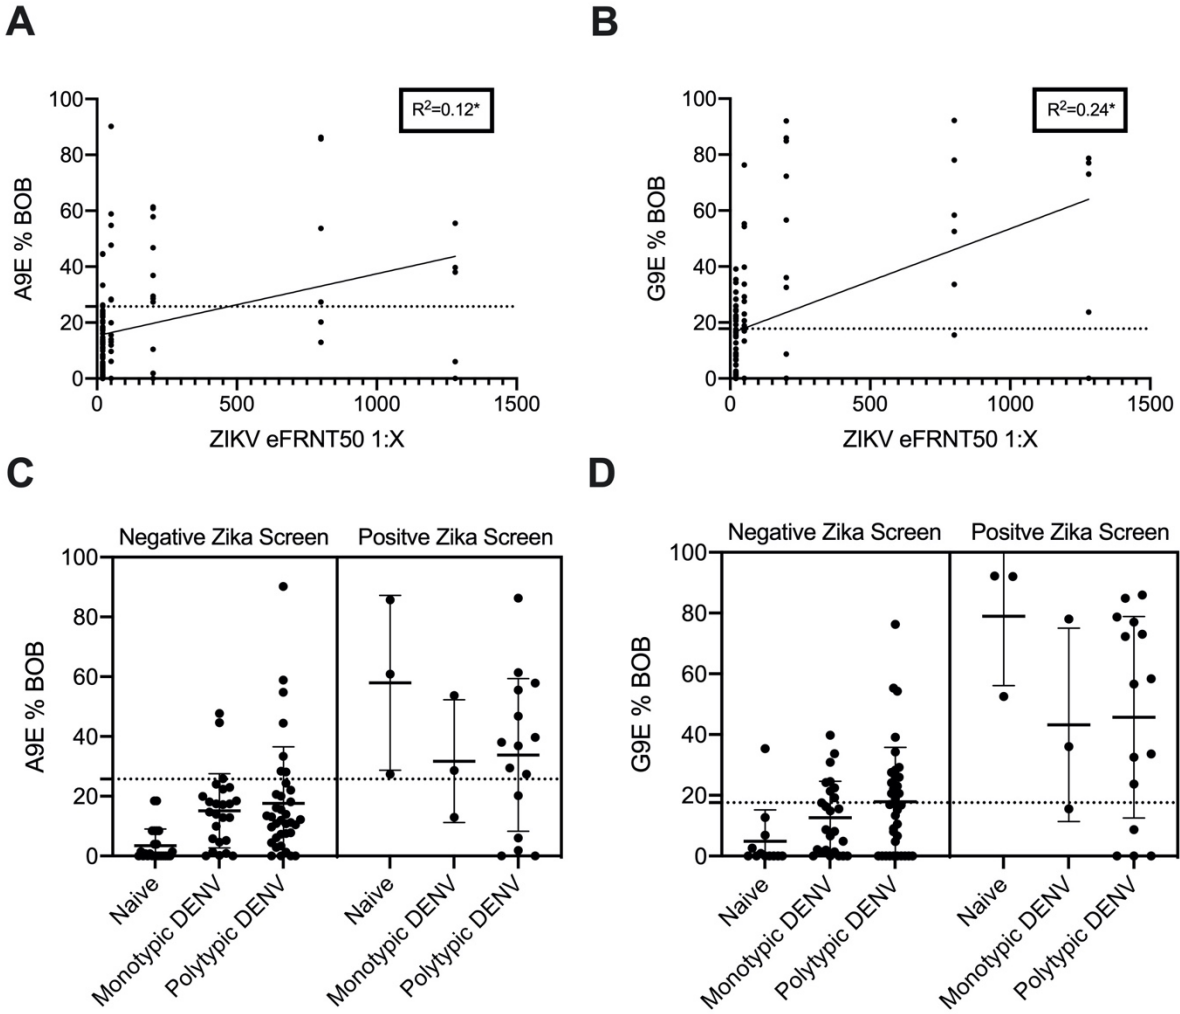 A
B
R²=0.12*
R²=0.24*
100
80
60
40
20
0
A9E % BOB
0
500
1000
1500
ZIKV eFRNT50 1:X
100
80
60
40
20
0
G9E % BOB
0
500
1000
1500
ZIKV eFRNT50 1:X
C
D
Negative Zika Screen
Positve Zika Screen
100
80
60
40
20
0
A9E % BOB
Naive
Monotypic DENV
Polytypic DENV
Naive
Monotypic DENV
Polytypic DENV
Negative Zika Screen
Positve Zika Screen
100
80
60
40
20
0
G9E % BOB
Naive
Monotypic DENV
Polytypic DENV
Naive
Monotypic DENV
Polytypic DENV